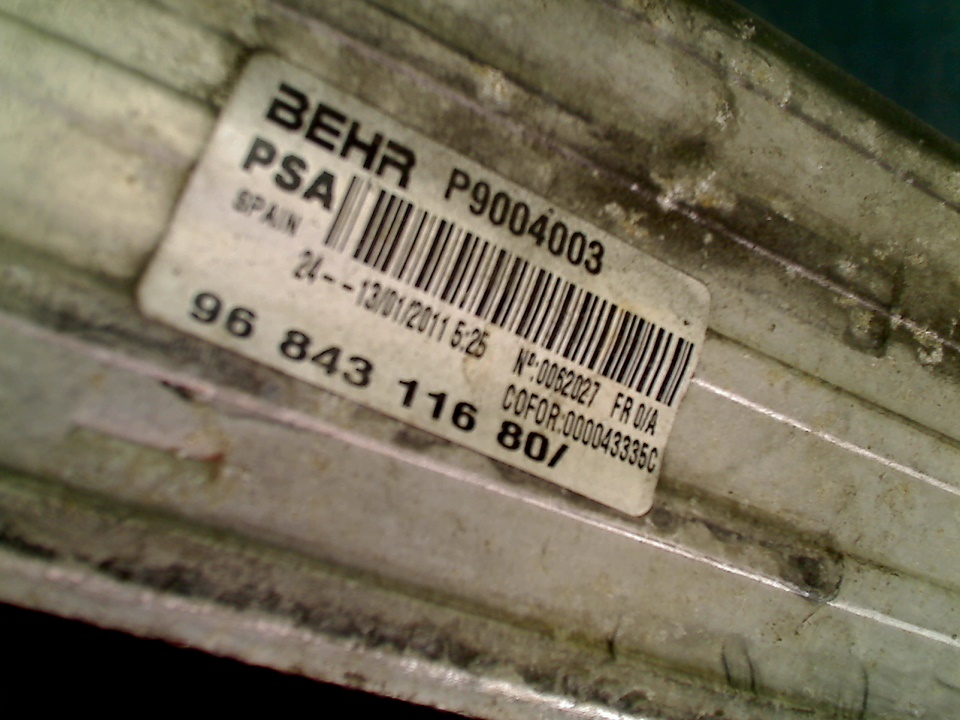 BEHR P9004003
PSA
SPAIN
24--13/01/2011 5:25 Nº:0062027 FR 0/A
COFOR:000043335C
96 843 116 80/